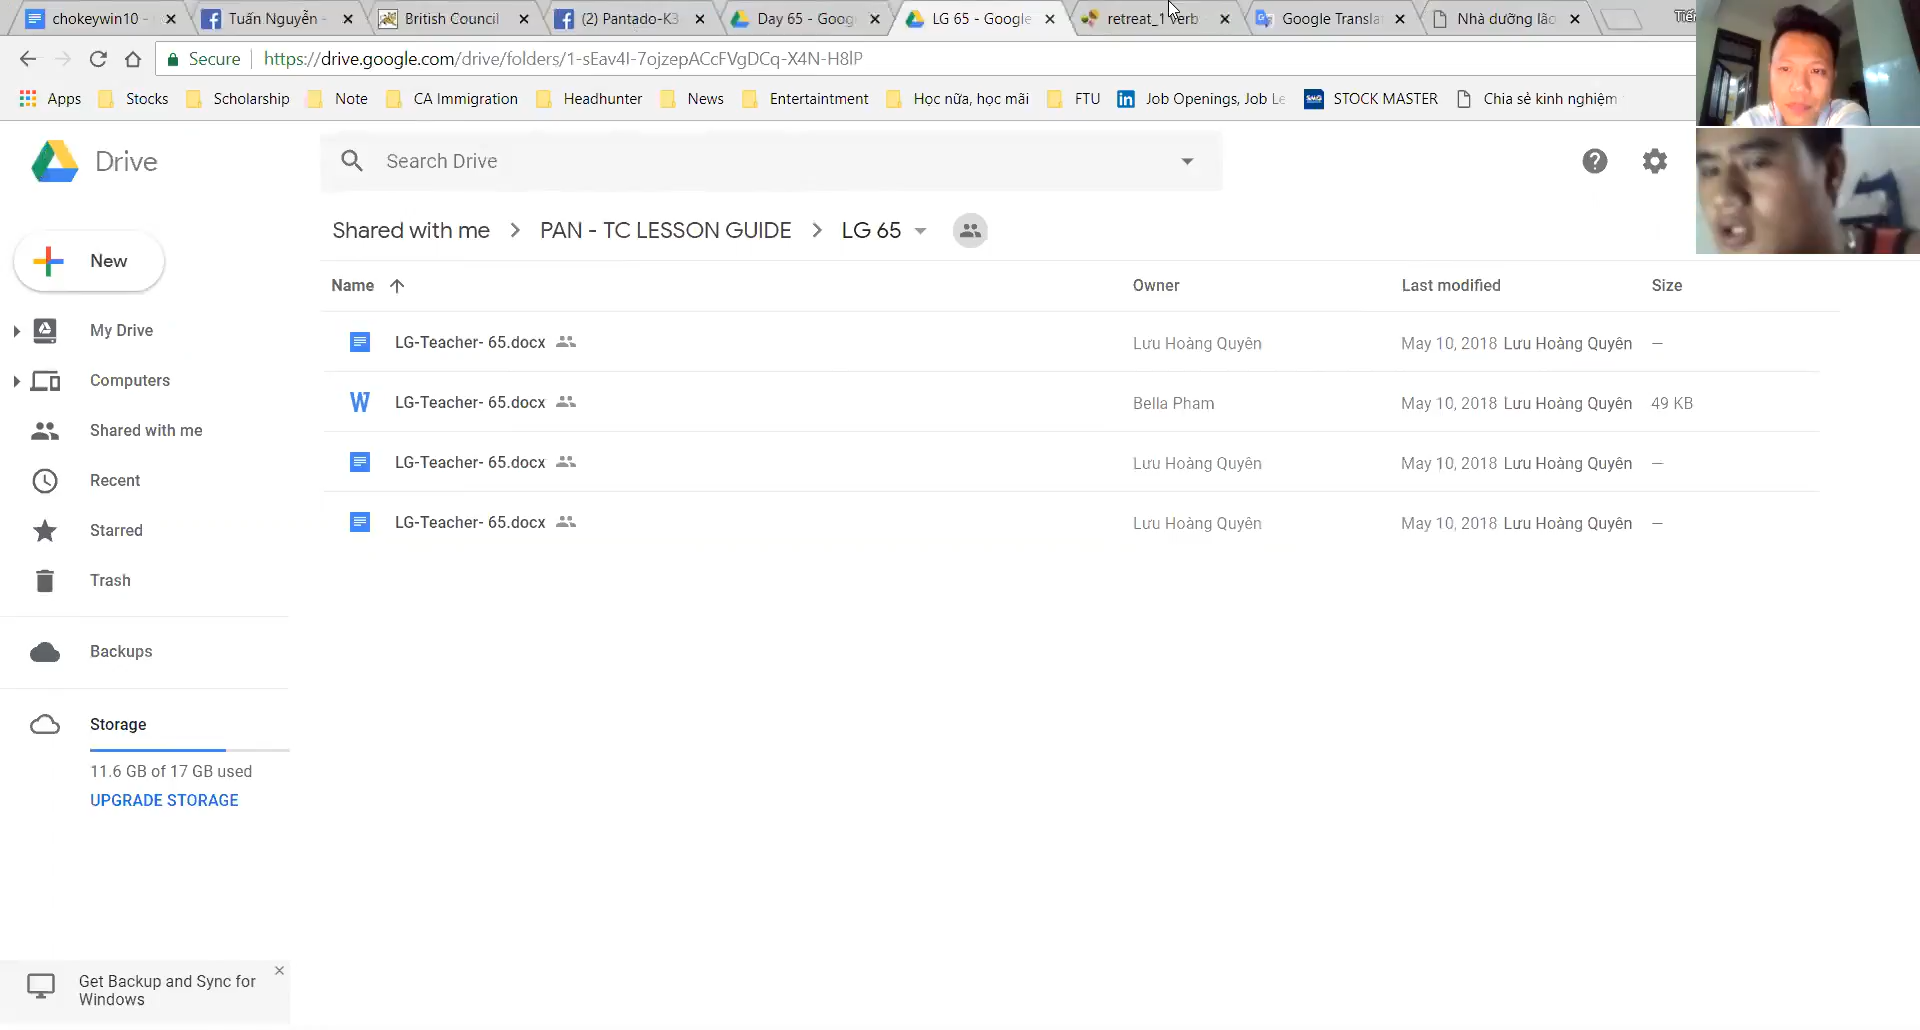 chokeywin10 -
Tuấn Nguyễn -
British Council
(2) Pantado-K3
Day 65 - Goog
LG 65 - Google
retreat_1 verb
Google Transla
Nhà dưỡng lão
Secure
https://drive.google.com/drive/folders/1-sEav4I-7ojzepACcFVgDCq-X4N-H8lP
Apps
Stocks
Scholarship
Note
CA Immigration
Headhunter
News
Entertaintment
Học nữa, học mãi
FTU
in
Job Openings, Job Le
STOCK MASTER
Chia sẻ kinh nghiệm
Drive
Search Drive
Shared with me > PAN - TC LESSON GUIDE > LG 65
New
Name
Owner
Last modified
Size
My Drive
Computers
Shared with me
Recent
Starred
Trash
Backups
Storage
11.6 GB of 17 GB used
UPGRADE STORAGE
LG-Teacher- 65.docx
Lưu Hoàng Quyên
May 10, 2018 Lưu Hoàng Quyên
—
W
LG-Teacher- 65.docx
Bella Pham
May 10, 2018 Lưu Hoàng Quyên
49 KB
LG-Teacher- 65.docx
Lưu Hoàng Quyên
May 10, 2018 Lưu Hoàng Quyên
—
LG-Teacher- 65.docx
Lưu Hoàng Quyên
May 10, 2018 Lưu Hoàng Quyên
—
Get Backup and Sync for
Windows